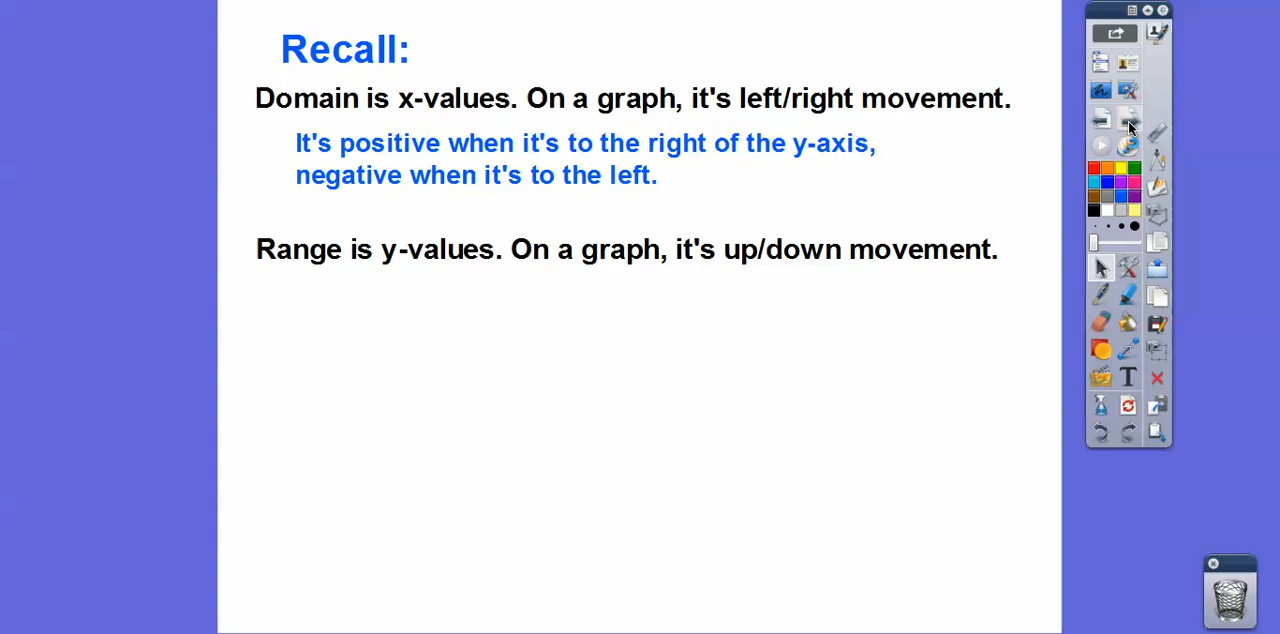 Recall:
Domain is x-values. On a graph, it's left/right movement.
It's positive when it's to the right of the y-axis,
negative when it's to the left.
Range is y-values. On a graph, it's up/down movement.